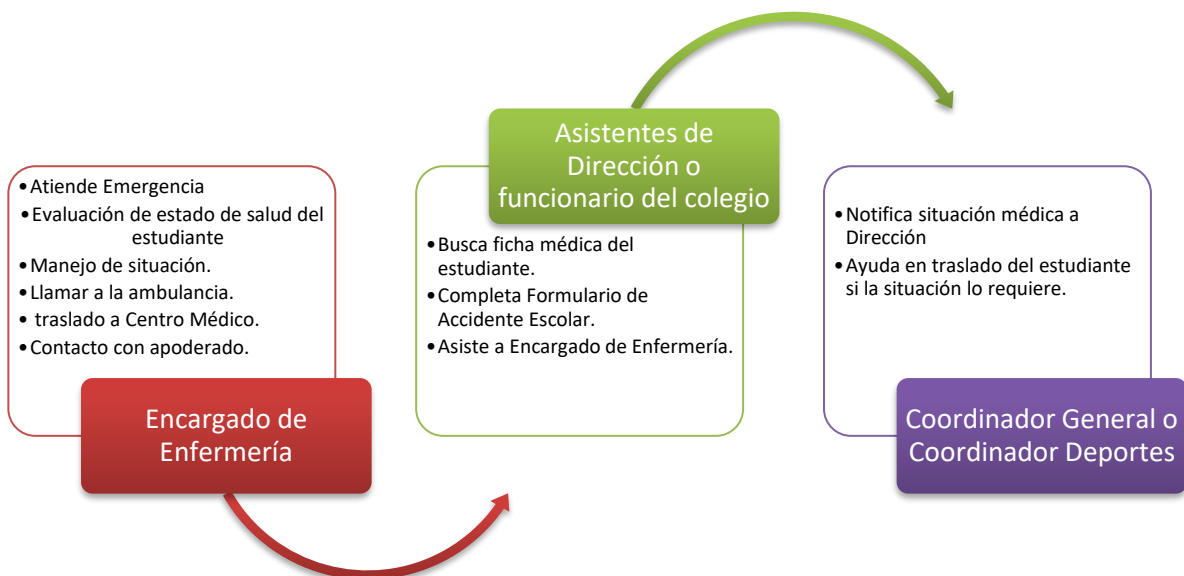 •Atiende Emergencia
•Evaluación de estado de salud del
estudiante
•Manejo de situación.
•Llamar a la ambulancia.
• traslado a Centro Médico.
•Contacto con apoderado.
Encargado de
Enfermería
Asistentes de
Dirección o
funcionario del colegio
•Busca ficha médica del
estudiante.
•Completa Formulario de
Accidente Escolar.
•Asiste a Encargado de Enfermería.
•Notifica situación médica a
Dirección
•Ayuda en traslado del estudiante
si la situación lo requiere.
Coordinador General o
Coordinador Deportes